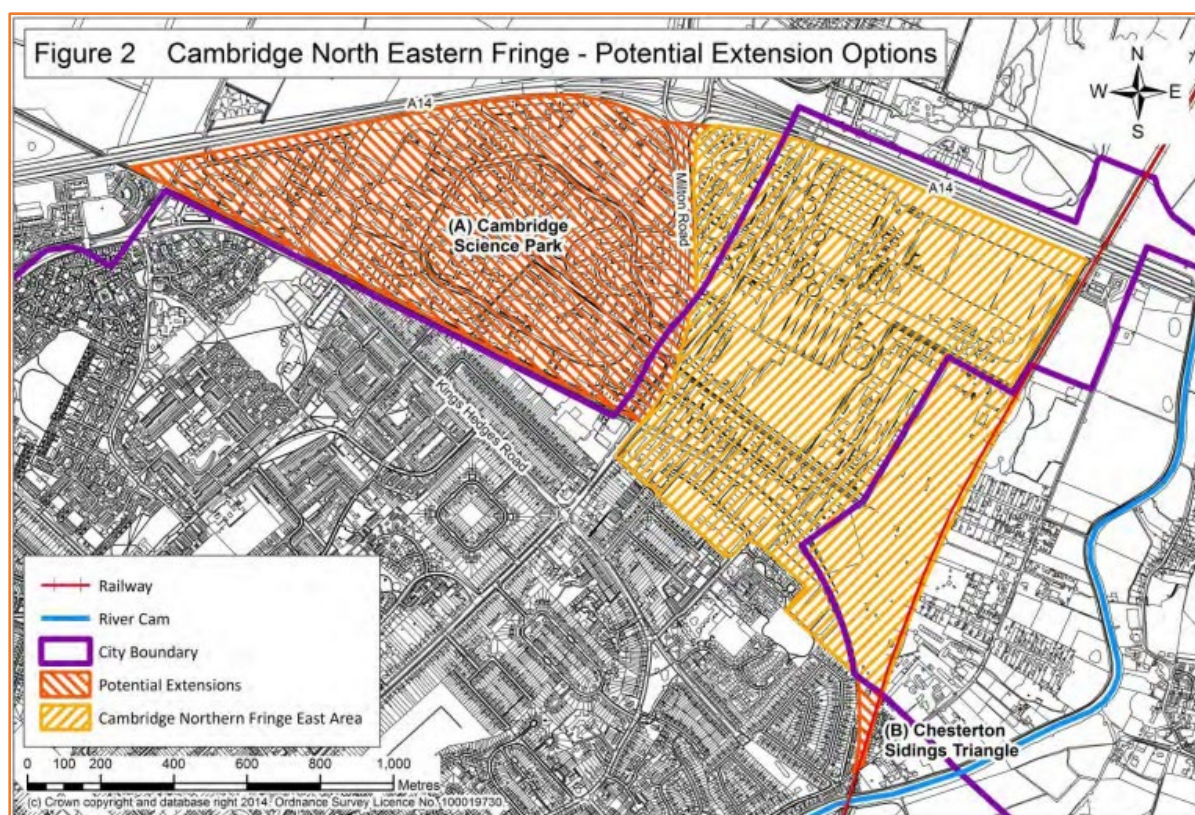 Figure 2 Cambridge North Eastern Fringe - Potential Extension Options
N
W E
S
A14
Milton Road
A14
(A) Cambridge
Science Park
Kings Hedges Road
Railway
River Cam
City Boundary
Potential Extensions
Cambridge Northern Fringe East Area
(B) Chesterton
Sidings Triangle
0 100 200 400 600 800 1,000
Metres
(c) Crown copyright and database right 2014. Ordnance Survey Licence No. 100019730.